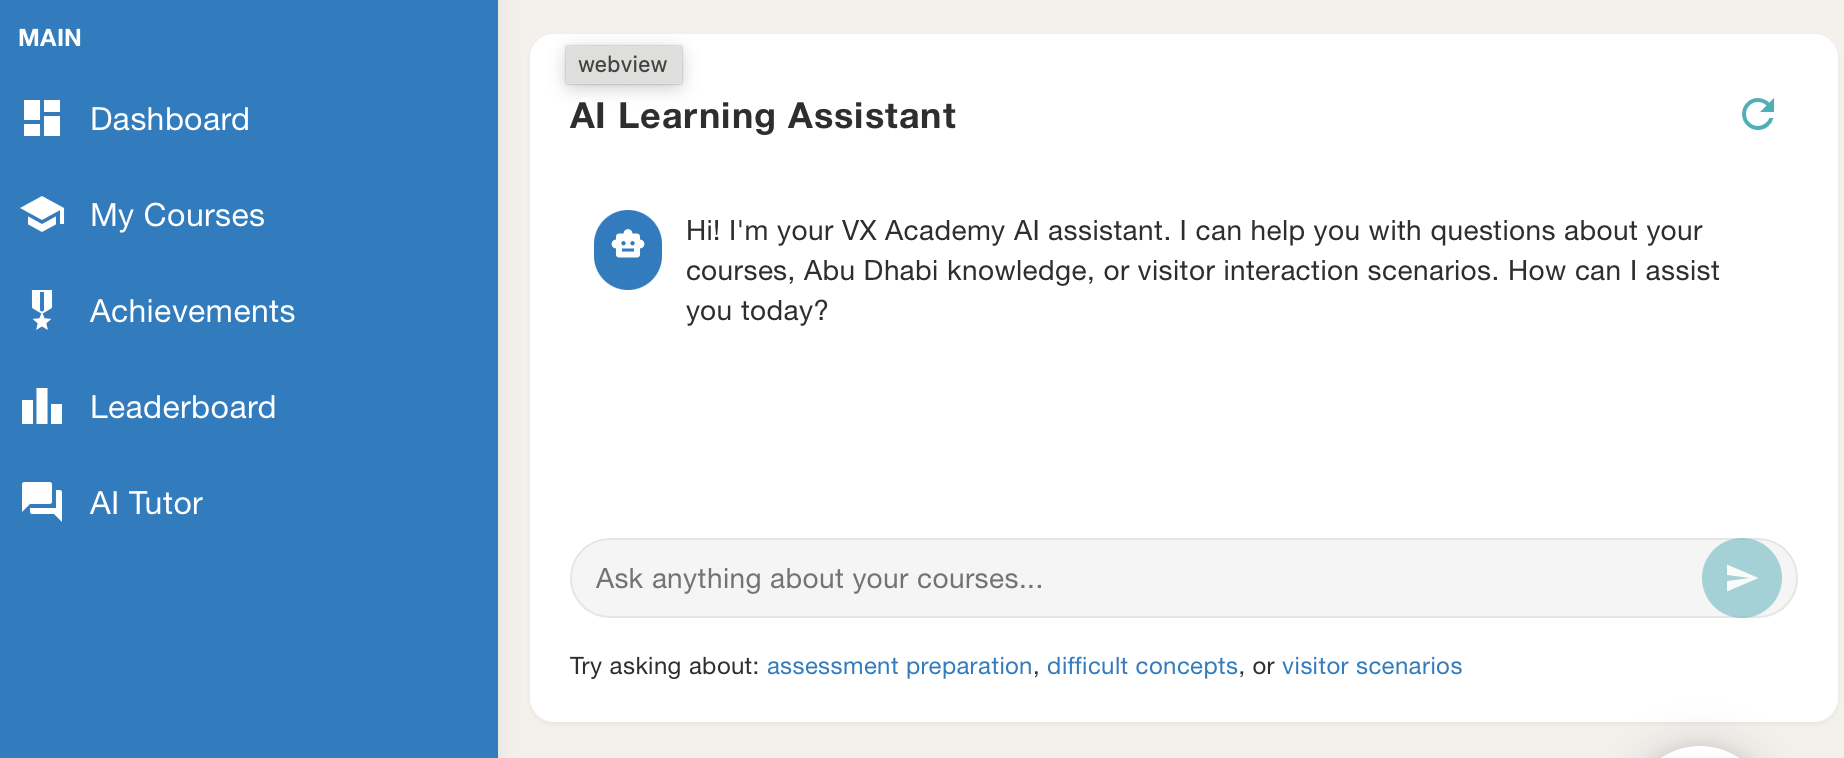 MAIN
Dashboard
My Courses
Achievements
Leaderboard
AI Tutor
webview
AI Learning Assistant
Hi! I'm your VX Academy AI assistant. I can help you with questions about your
courses, Abu Dhabi knowledge, or visitor interaction scenarios. How can I assist
you today?
Ask anything about your courses...
Try asking about: assessment preparation, difficult concepts, or visitor scenarios